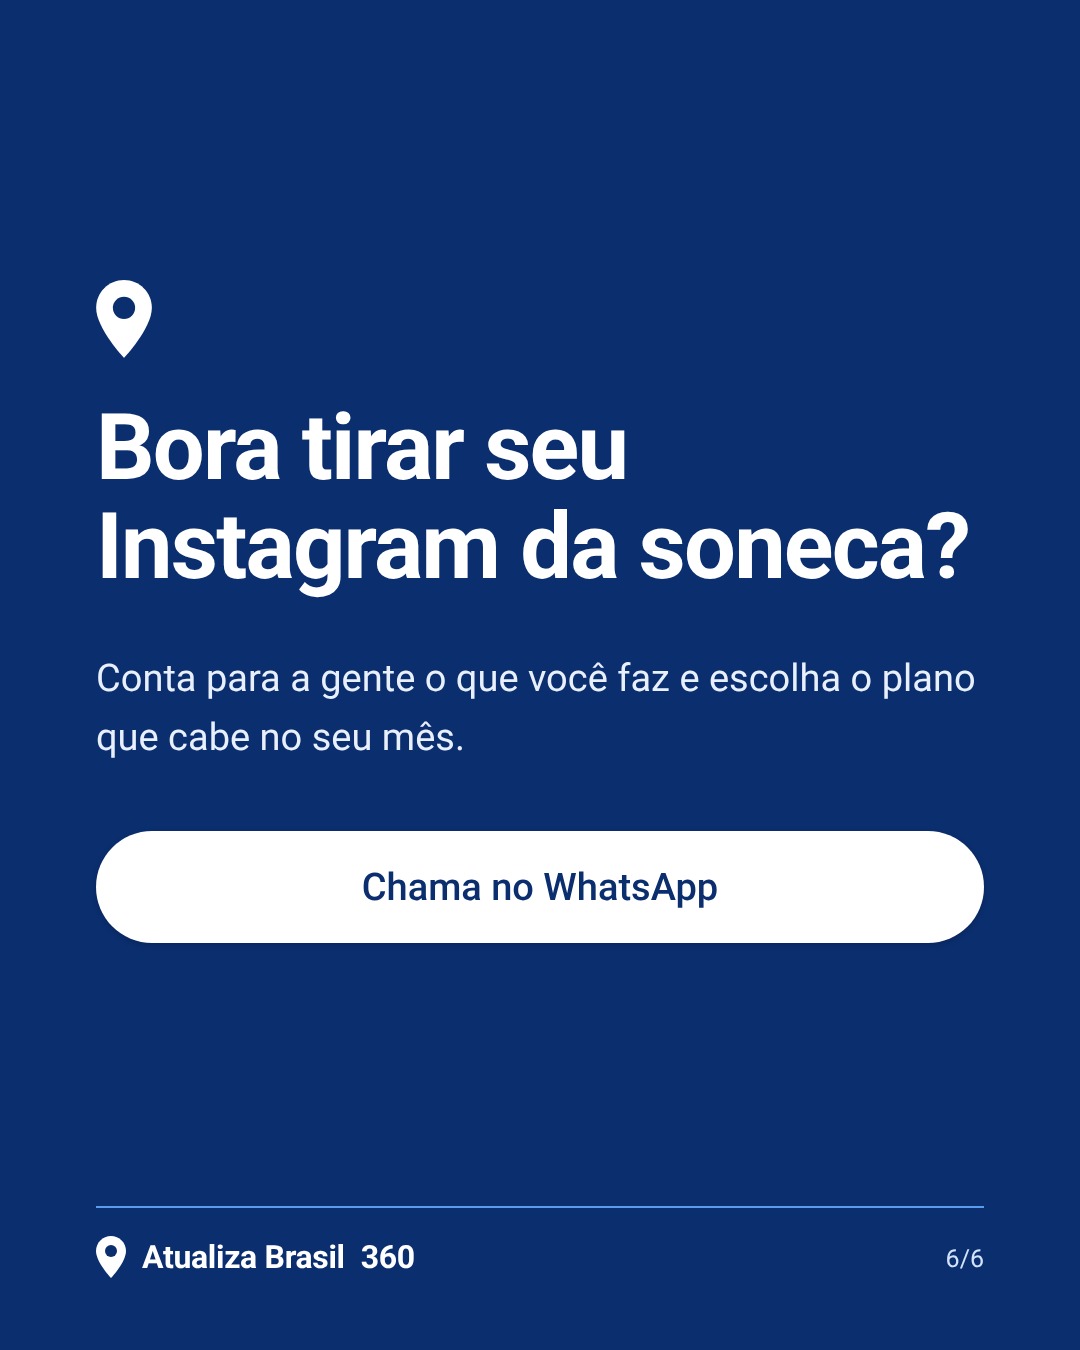 Bora tirar seu
Instagram da soneca?
Conta para a gente o que você faz e escolha o plano
que cabe no seu mês.
Chama no WhatsApp
Atualiza Brasil 360
6/6